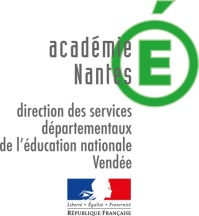 académie
Nantes
É
direction des services
départementaux
de l'éducation nationale
Vendée
Liberté • Égalité • Fraternité
RÉPUBLIQUE FRANÇAISE